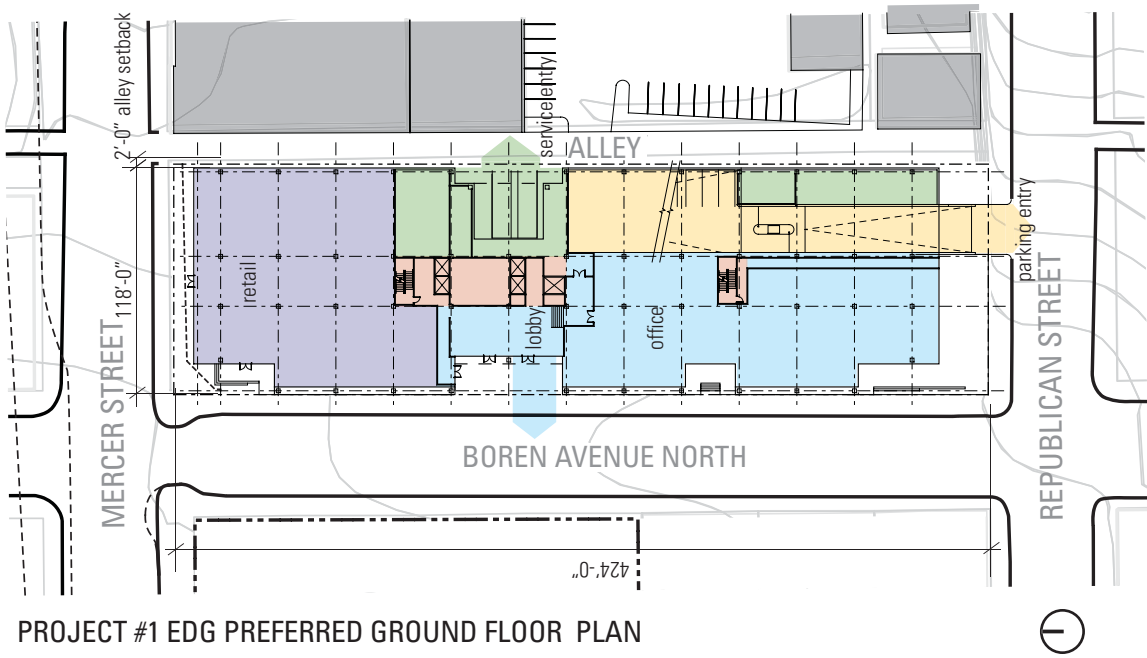 2'-0" alley setback
service entry
ALLEY
parking entry
118'-0"
retail
lobby
office
MERCER STREET
BOREN AVENUE NORTH
REPUBLICAN STREET
424'-0"
PROJECT #1 EDG PREFERRED GROUND FLOOR PLAN